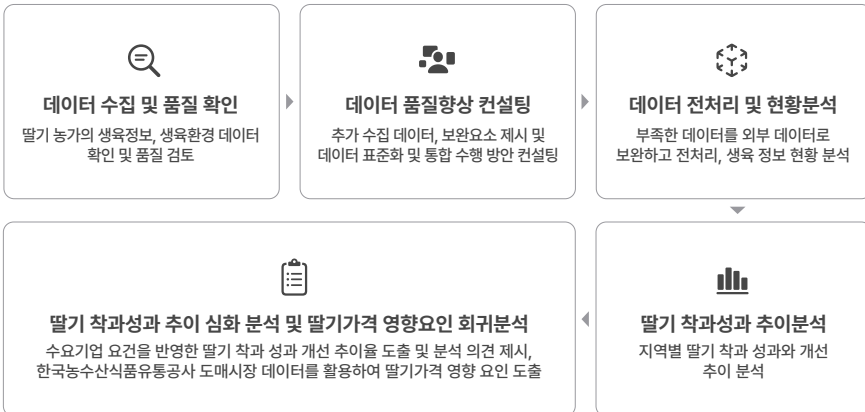 데이터 수집 및 품질 확인
딸기 농가의 생육정보, 생육환경 데이터
확인 및 품질 검토
데이터 품질향상 컨설팅
추가 수집 데이터, 보완요소 제시 및
데이터 표준화 및 통합 수행 방안 컨설팅
데이터 전처리 및 현황분석
부족한 데이터를 외부 데이터로
보완하고 전처리, 생육 정보 현황 분석
딸기 착과성과 추이분석
지역별 딸기 착과 성과와 개선
추이 분석
딸기 착과성과 추이 심화 분석 및 딸기가격 영향요인 회귀분석
수요기업 요건을 반영한 딸기 착과 성과 개선 추이율 도출 및 분석 의견 제시,
한국농수산식품유통공사 도매시장 데이터를 활용하여 딸기가격 영향 요인 도출